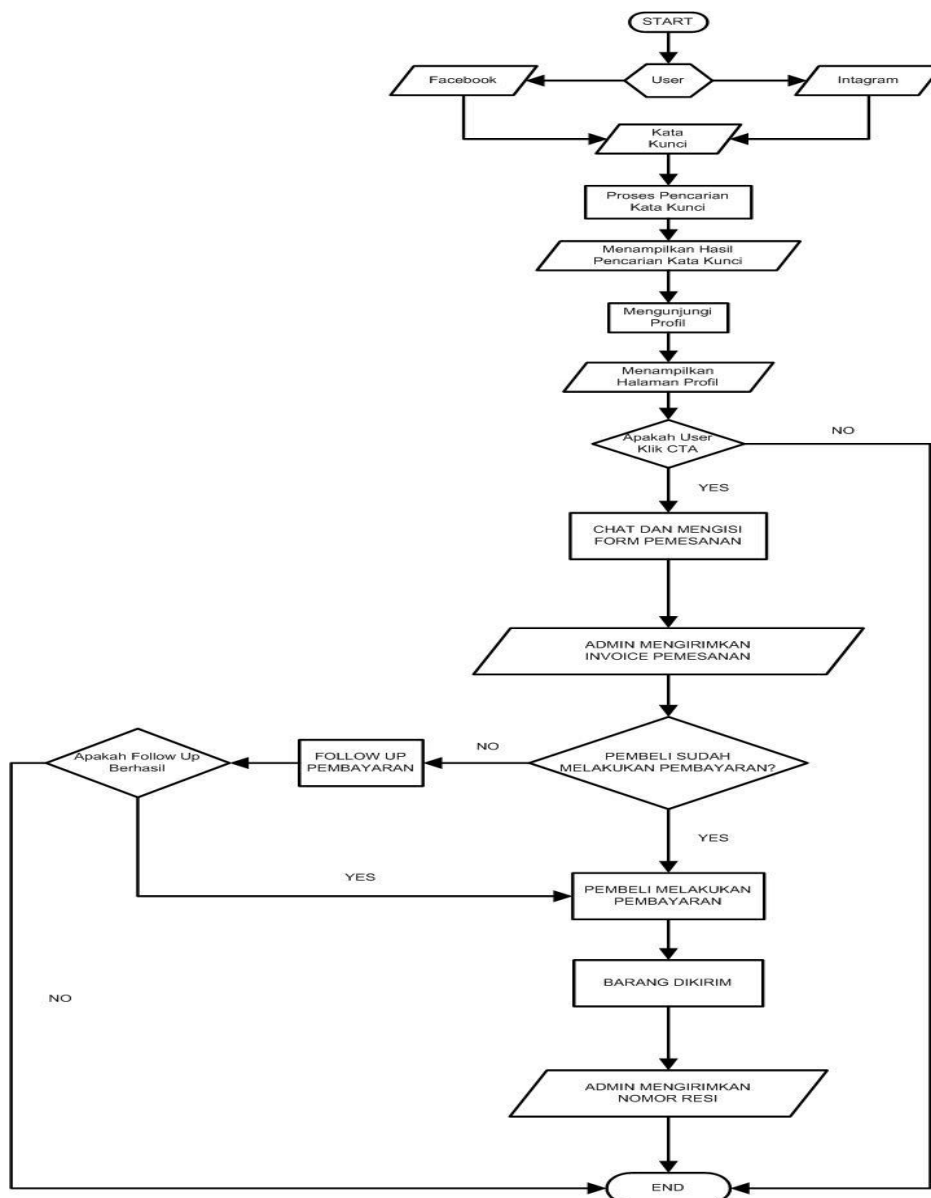 START
Facebook
User
Intagram
Kata
Kunci
Proses Pencarian
Kata Kunci
Menampilkan Hasil
Pencarian Kata Kunci
Mengunjungi
Profil
Menampilkan
Halaman Profil
Apakah User
Klik CTA
NO
YES
CHAT DAN MENGISI
FORM PEMESANAN
ADMIN MENGIRIMKAN
INVOICE PEMESANAN
PEMBELI SUDAH
MELAKUKAN PEMBAYARAN?
NO
FOLLOW UP
PEMBAYARAN
Apakah Follow Up
Berhasil
YES
YES
PEMBELI MELAKUKAN
PEMBAYARAN
BARANG DIKIRIM
NO
ADMIN MENGIRIMKAN
NOMOR RESI
END